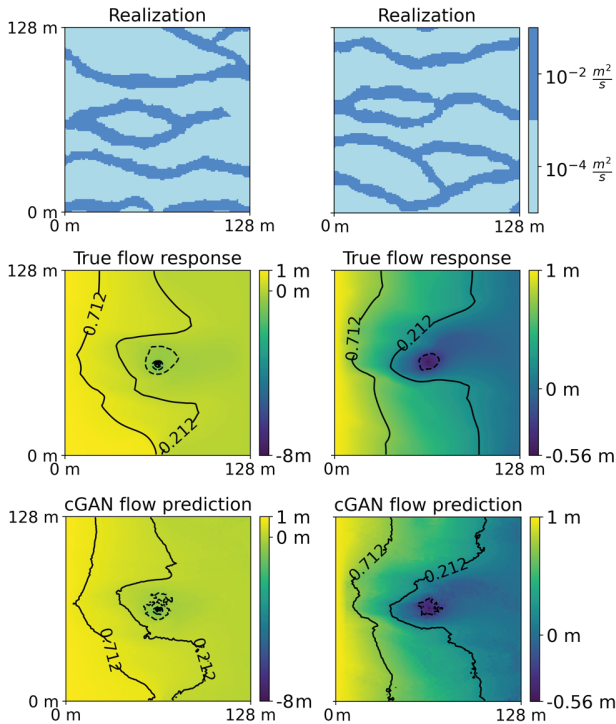 Realization
Realization
128 m
0 m
0 m
128 m
0 m
128 m
10⁻² m²/s
10⁻⁴ m²/s
True flow response
True flow response
128 m
0 m
0 m
128 m
0.712
0.212
1 m
0 m
-8m
0m
128 m
0.712
0.212
1 m
0 m
-0.56 m
cGAN flow prediction
cGAN flow prediction
128 m
0 m
0 m
128 m
0.712
0.212
1 m
0 m
-8m
0m
128 m
0.712
0.212
1 m
0 m
-0.56 m